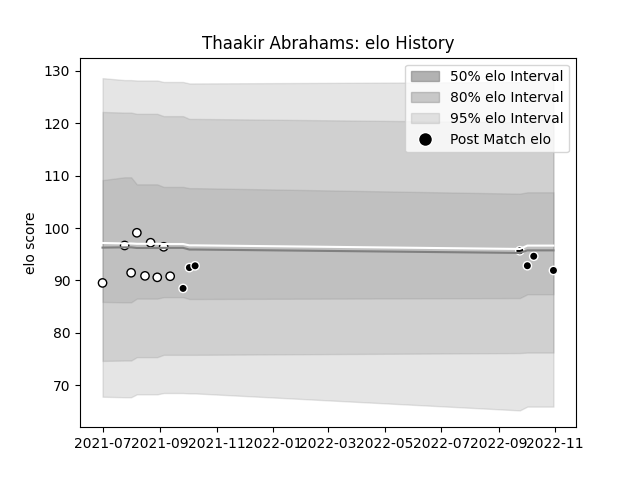 Thaakir Abrahams: elo History
50% elo Interval
80% elo Interval
95% elo Interval
Post Match elo
elo score
130
120
110
100
90
80
70
2021-07 2021-09 2021-11 2022-01 2022-03 2022-05 2022-07 2022-09 2022-11